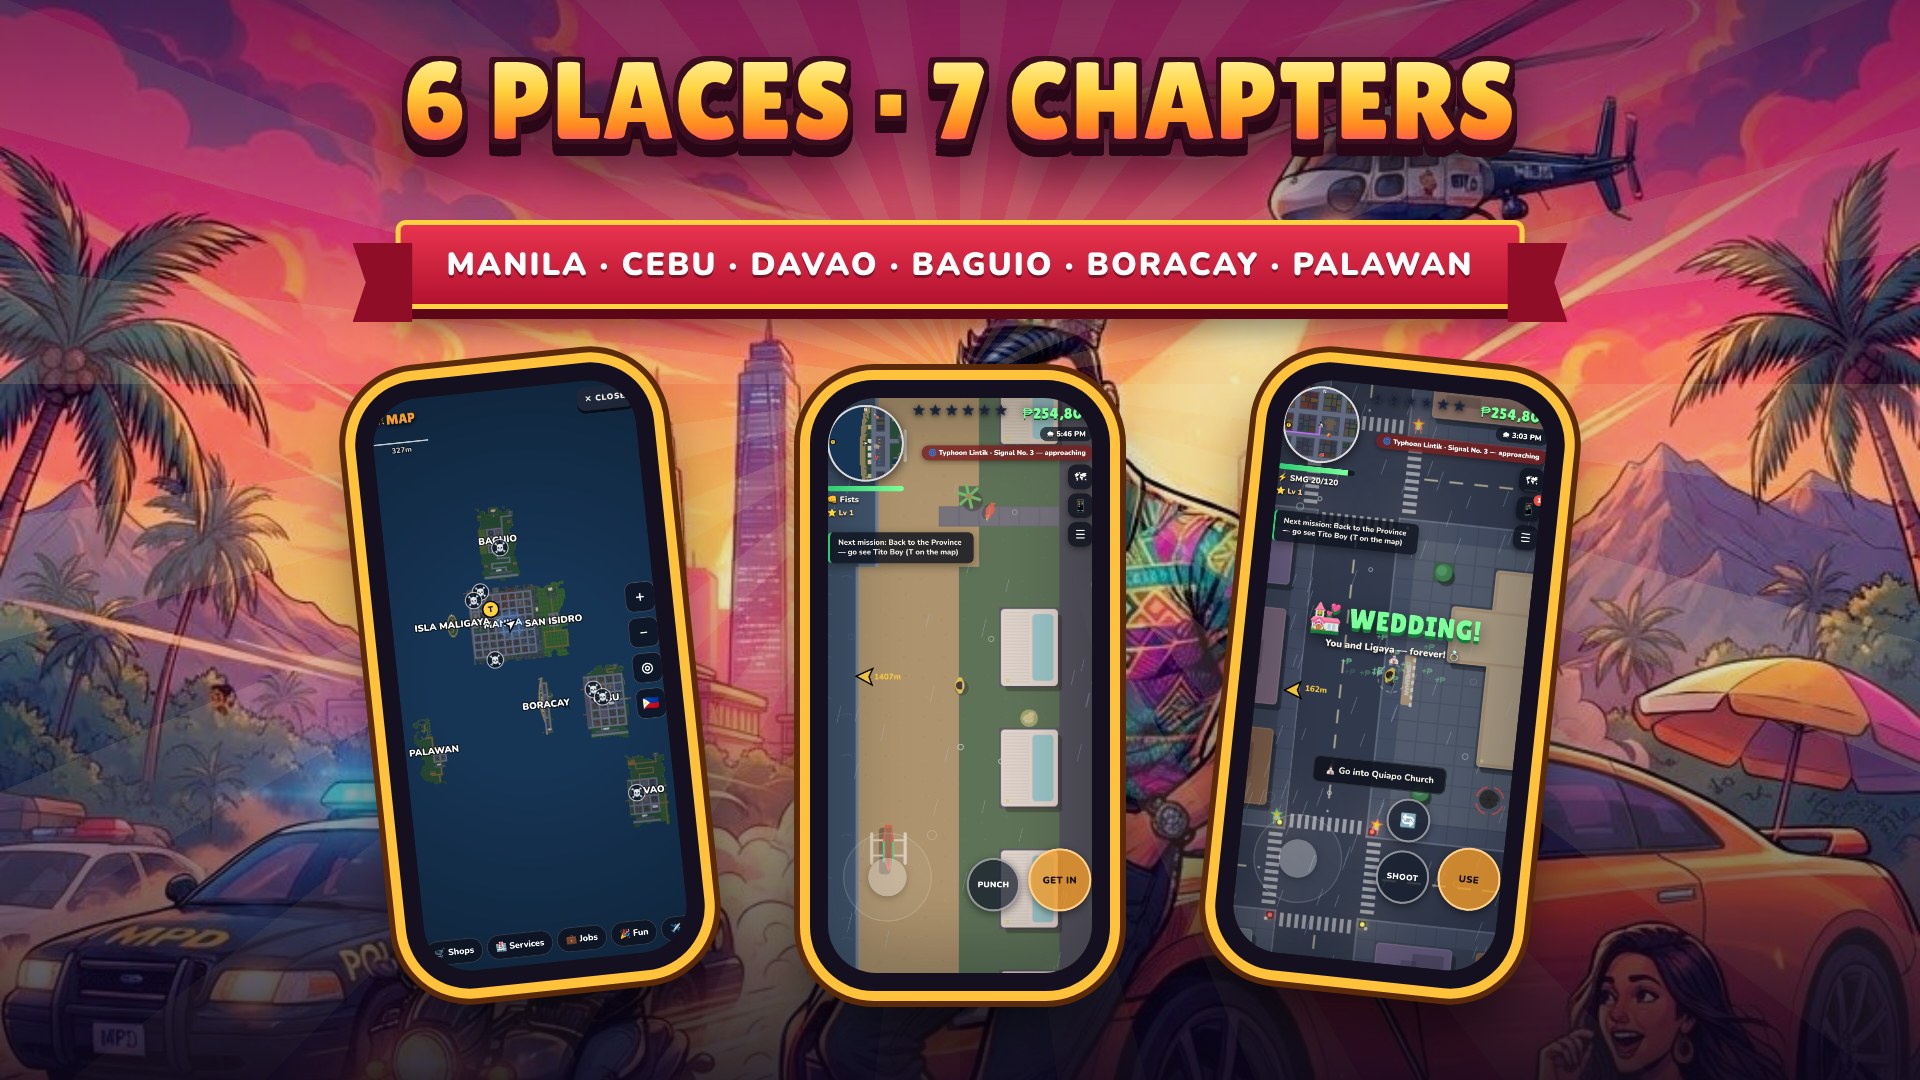 6 PLACES · 7 CHAPTERS
MANILA · CEBU · DAVAO · BAGUIO · BORACAY · PALAWAN
MAP
✕ CLOSE
327m
BAGUIO
ISLA MALIGAYA
SAN ISIDRO
T
BORACAY
PALAWAN
VAO
+
−
Shops
Services
Jobs
Fun
₱254,80
5:46 PM
Typhoon Lintik · Signal No. 3 — approaching
Fists
Lv 1
Next mission: Back to the Province
— go see Tito Boy (T on the map)
1407m
PUNCH
GET IN
₱254,80
3:03 PM
Typhoon Lintik · Signal No. 3 — approaching
SMG 20/120
Lv 1
Next mission: Back to the Province
— go see Tito Boy (T on the map)
WEDDING!
You and Ligaya — forever!
162m
Go into Quiapo Church
SHOOT
USE
MPD
MPD